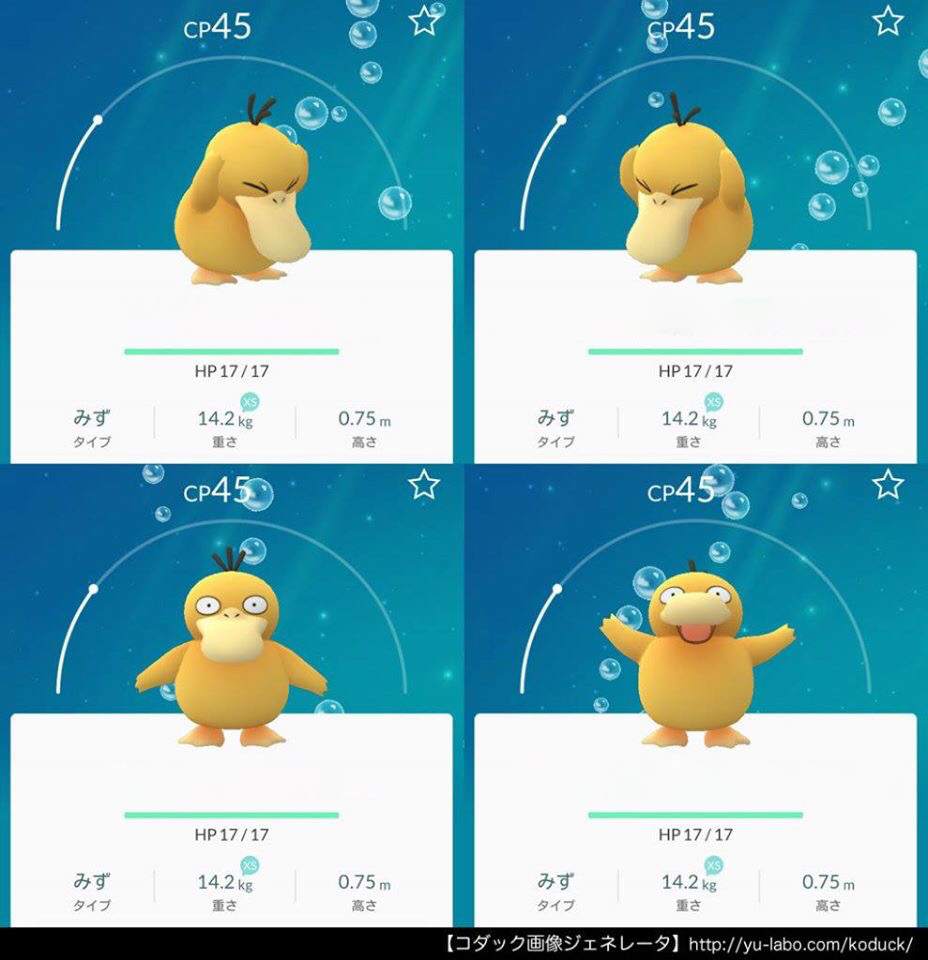 CP45
HP 17 / 17
XS
みず
14.2 kg
0.75 m
タイプ
重さ
高さ
CP45
HP 17 / 17
XS
みず
14.2 kg
0.75 m
タイプ
重さ
高さ
CP45
HP 17 / 17
XS
みず
14.2 kg
0.75 m
タイプ
重さ
高さ
CP45
HP 17 / 17
XS
みず
14.2 kg
0.75 m
タイプ
重さ
高さ
【コダック画像ジェネレータ】http://yu-labo.com/koduck/